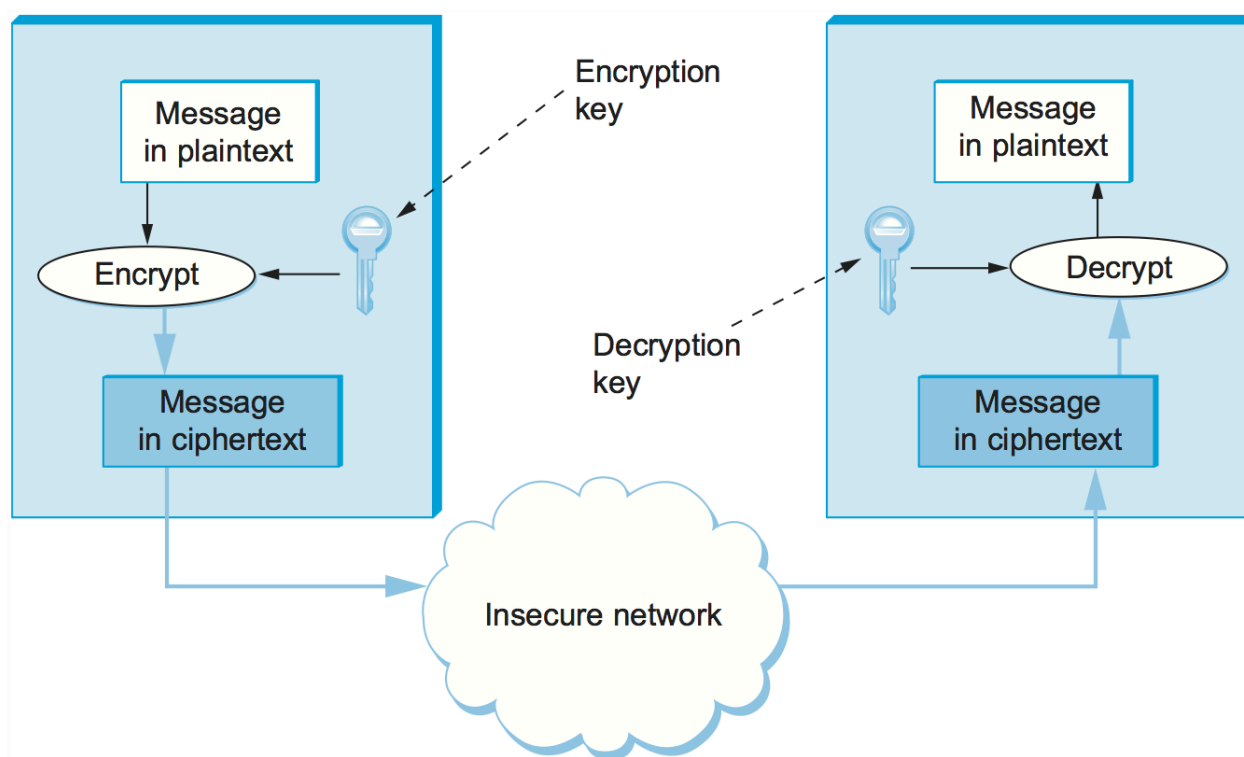 Message
in plaintext
Encrypt
Message
in ciphertext
Encryption
key
Decryption
key
Insecure network
Message
in plaintext
Decrypt
Message
in ciphertext